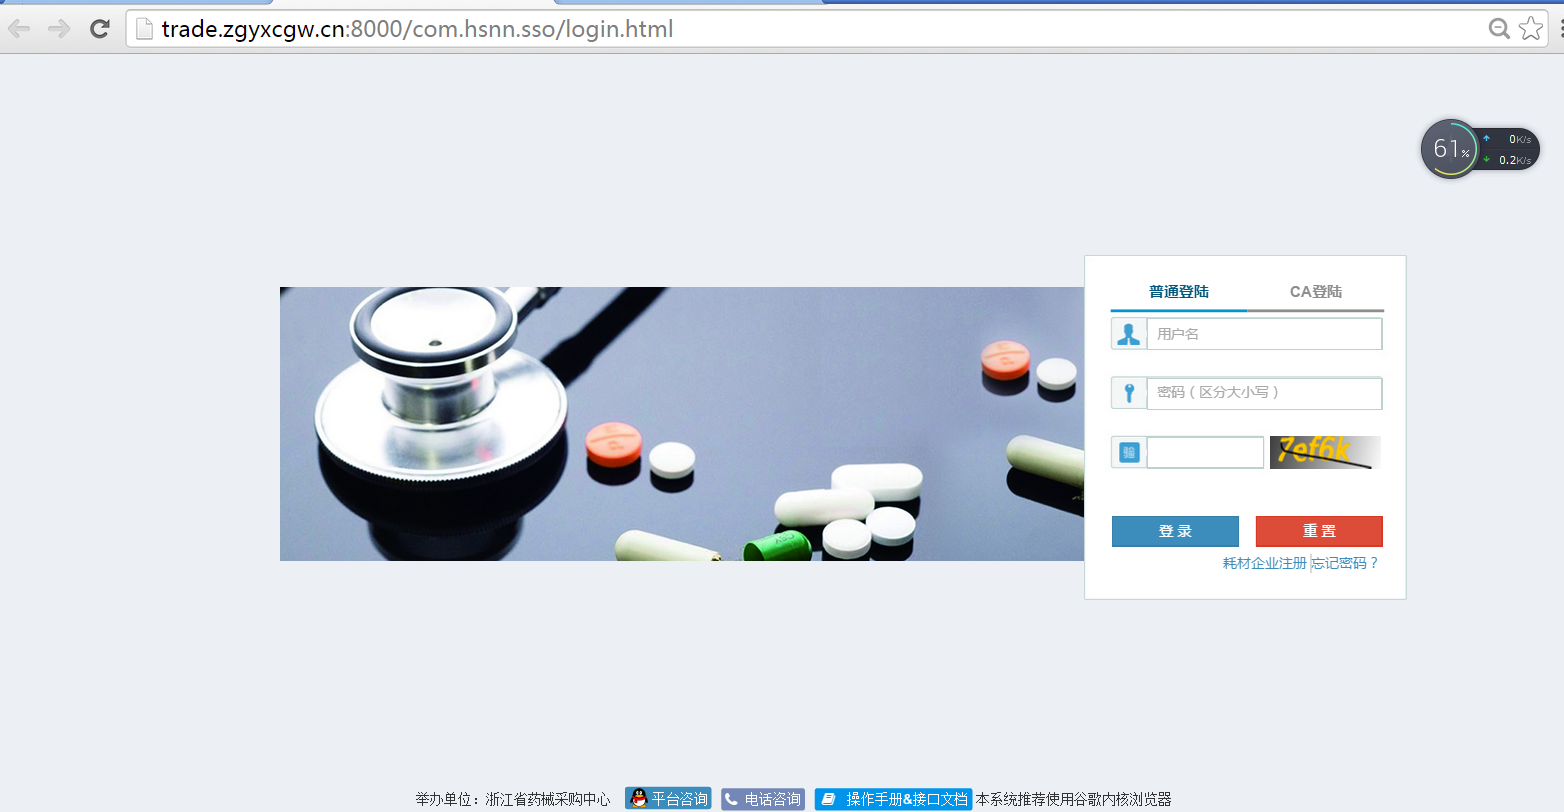 trade.zgyxcgw.cn:8000/com.hsnn.sso/login.html
61%
0K/s
0.2K/s
普通登陆 CA登陆
用户名
密码（区分大小写）
7ef6k
登 录 重 置
耗材企业注册 忘记密码？
举办单位：浙江省药械采购中心 平台咨询 电话咨询 操作手册&接口文档 本系统推荐使用谷歌内核浏览器